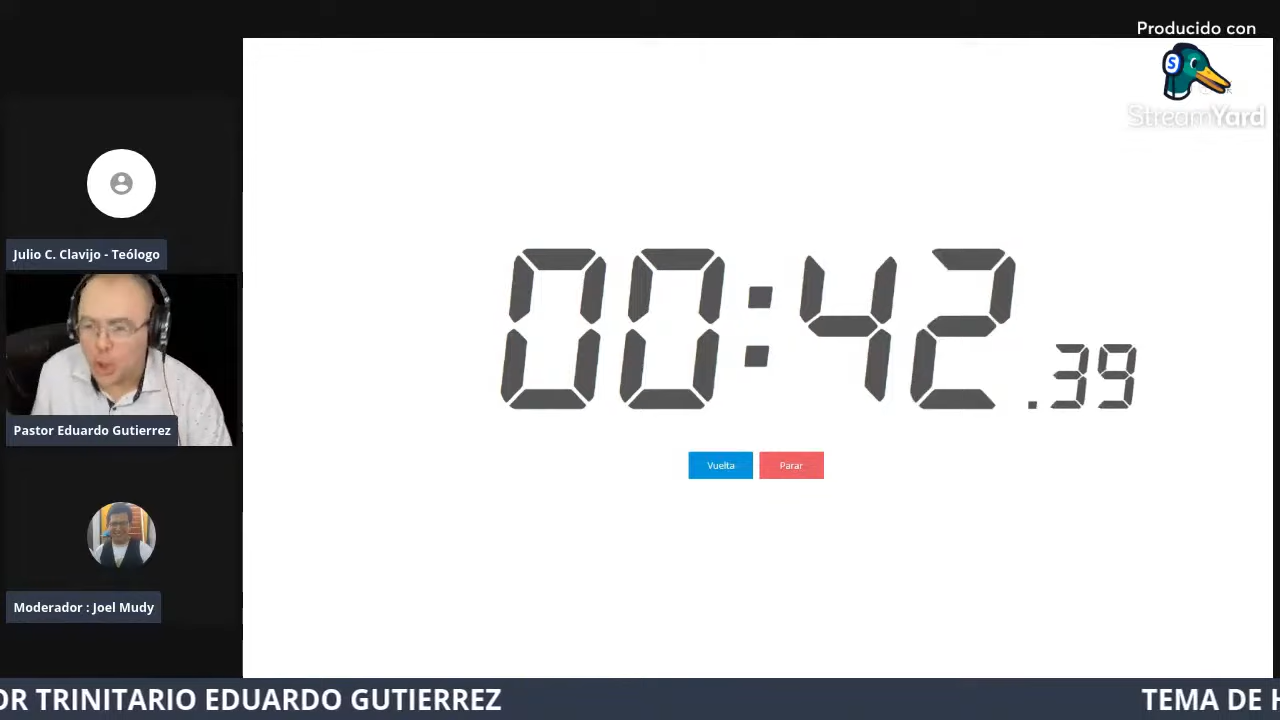 Producido con
StreamYard
Julio C. Clavijo - Teólogo
00:42.39
Pastor Eduardo Gutierrez
Vuelta
Parar
Moderador : Joel Mudy
OR TRINITARIO EDUARDO GUTIERREZ
TEMA DE H